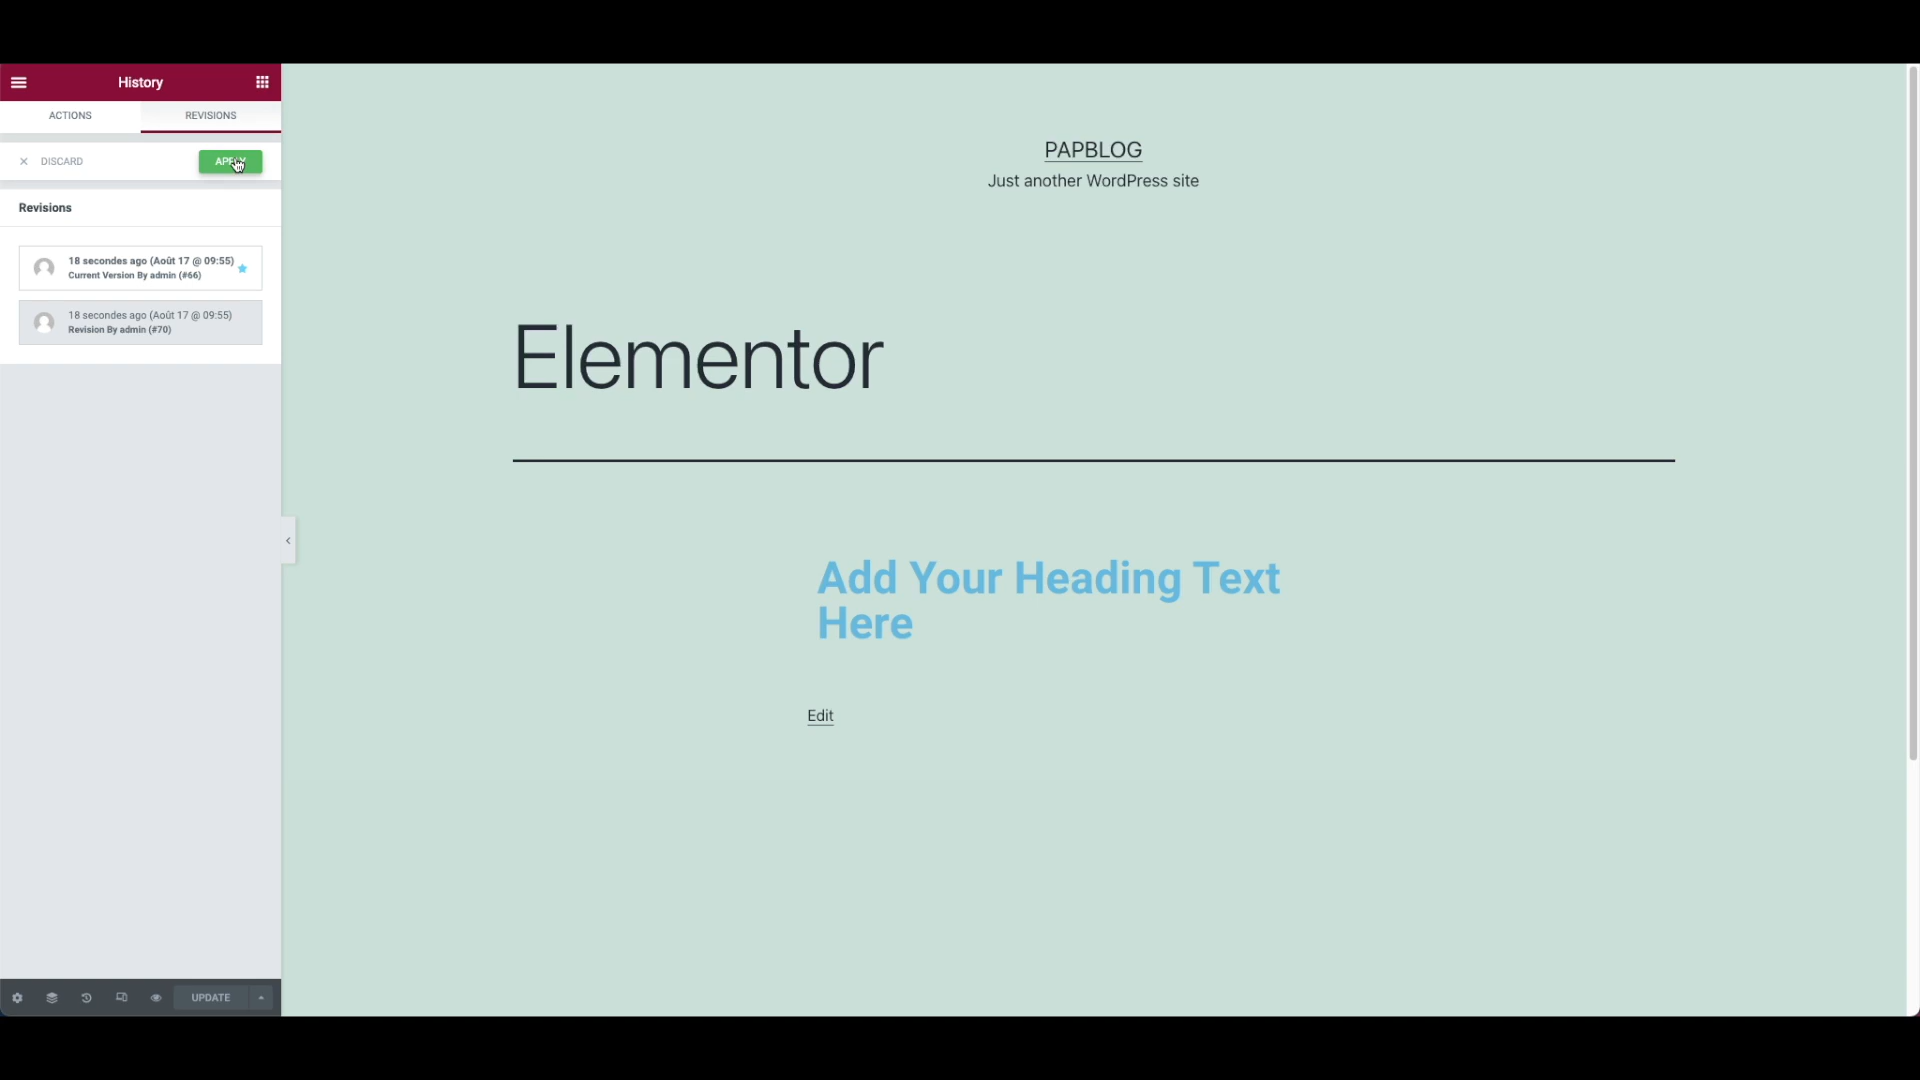 History
ACTIONS
REVISIONS
DISCARD
Revisions
18 secondes ago (Août 17 @ 09:55)
Current Version By admin (#66)
18 secondes ago (Août 17 @ 09:55)
Revision By admin (#70)
UPDATE
PAPBLOG
Just another WordPress site
Elementor
Add Your Heading Text
Here
Edit